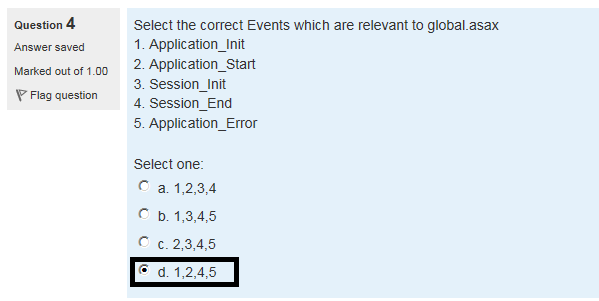 Question 4
Answer saved
Marked out of 1.00
Flag question
Select the correct Events which are relevant to global.asax
1. Application_Init
2. Application_Start
3. Session_Init
4. Session_End
5. Application_Error
Select one:
a. 1,2,3,4
b. 1,3,4,5
c. 2,3,4,5
d. 1,2,4,5